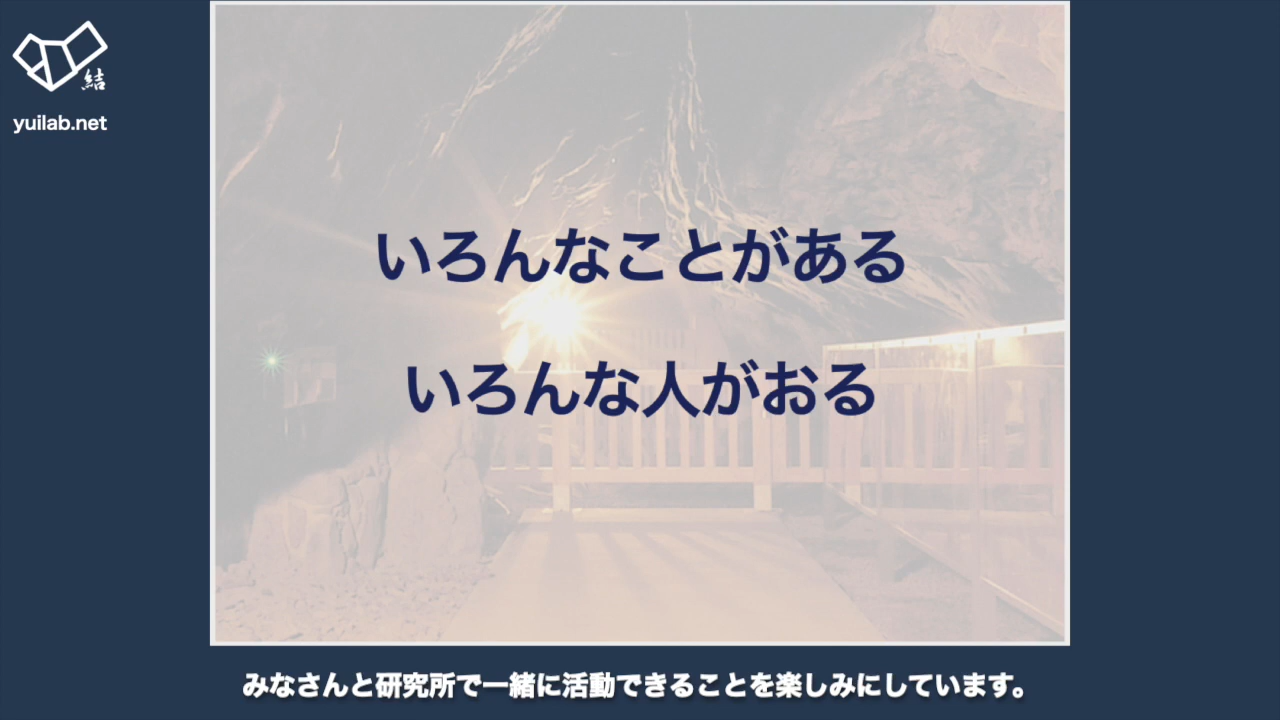 結
yuilab.net
いろんなことがある
いろんな人がおる
みなさんと研究所で一緒に活動できることを楽しみにしています。